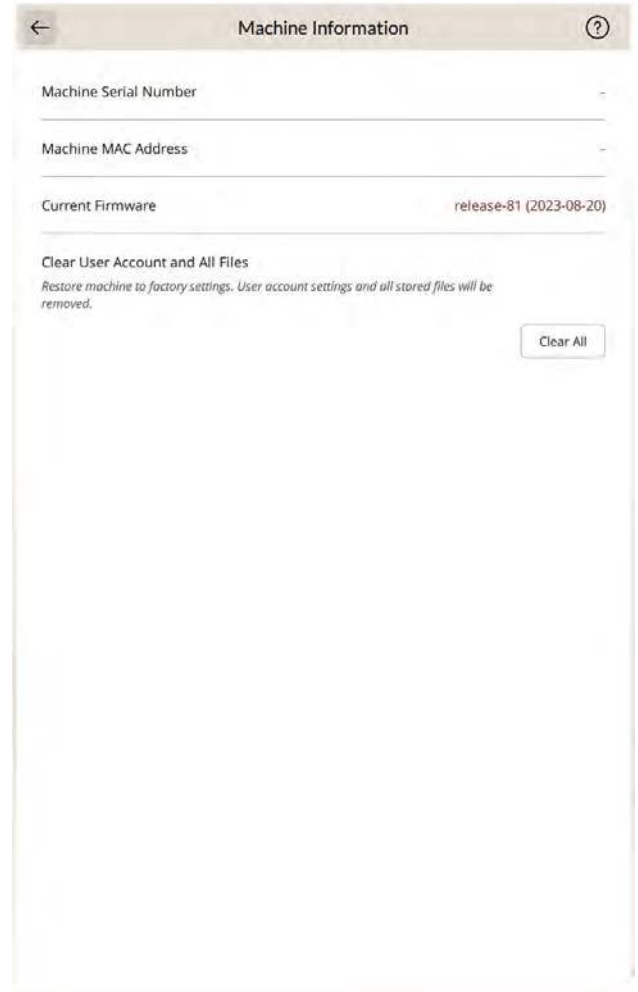 Machine Information
Machine Serial Number -
Machine MAC Address -
Current Firmware release-81 (2023-08-20)
Clear User Account and All Files
Restore machine to factory settings. User account settings and all stored files will be
removed.
Clear All